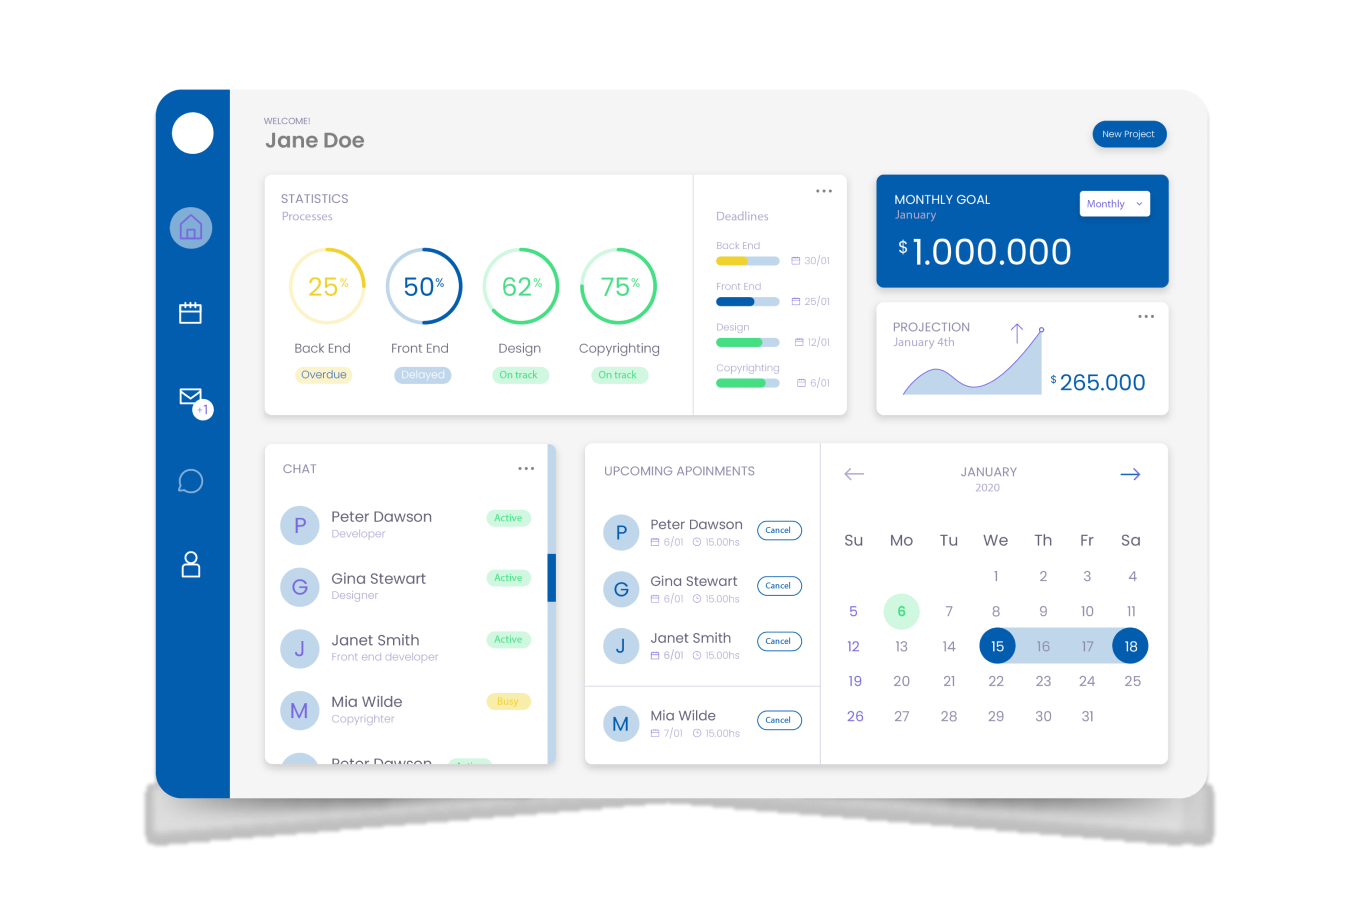 WELCOME!
Jane Doe
New Project
STATISTICS
Processes
25%
50%
62%
75%
Back End
Front End
Design
Copyrighting
Overdue
Delayed
On track
On track
Deadlines
Back End
30/01
Front End
25/01
Design
12/01
Copyrighting
6/01
MONTHLY GOAL
January
Monthly
$1.000.000
PROJECTION
January 4th
$265.000
+1
CHAT
P
Peter Dawson
Active
Developer
G
Gina Stewart
Active
Designer
J
Janet Smith
Active
Front end developer
M
Mia Wilde
Busy
Copyrighter
Peter Dawson
Active
UPCOMING APOINMENTS
P
Peter Dawson
6/01 15.00hs
Cancel
G
Gina Stewart
6/01 15.00hs
Cancel
J
Janet Smith
6/01 15.00hs
Cancel
M
Mia Wilde
7/01 15.00hs
Cancel
JANUARY
2020
Su Mo Tu We Th Fr Sa
1 2 3 4
5 6 7 8 9 10 11
12 13 14 15 16 17 18
19 20 21 22 23 24 25
26 27 28 29 30 31